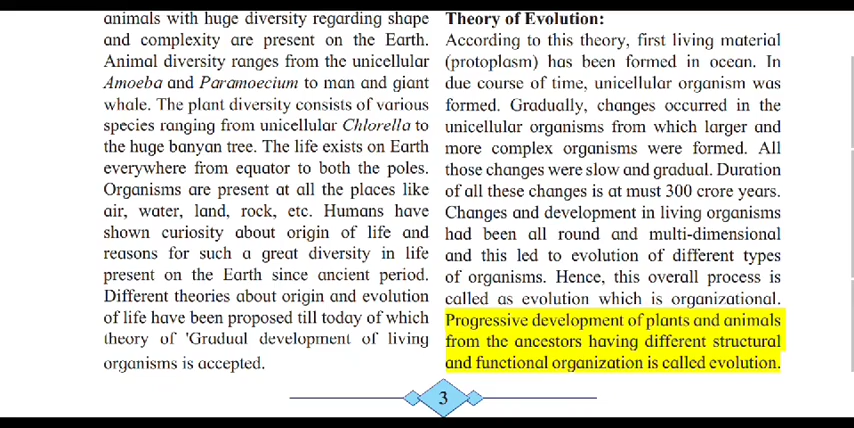 animals with huge diversity regarding shape
and complexity are present on the Earth.
Animal diversity ranges from the unicellular
Amoeba and Paramoecium to man and giant
whale. The plant diversity consists of various
species ranging from unicellular Chlorella to
the huge banyan tree. The life exists on Earth
everywhere from equator to both the poles.
Organisms are present at all the places like
air, water, land, rock, etc. Humans have
shown curiosity about origin of life and
reasons for such a great diversity in life
present on the Earth since ancient period.
Different theories about origin and evolution
of life have been proposed till today of which
theory of 'Gradual development of living
organisms is accepted.
Theory of Evolution:
According to this theory, first living material
(protoplasm) has been formed in ocean. In
due course of time, unicellular organism was
formed. Gradually, changes occurred in the
unicellular organisms from which larger and
more complex organisms were formed. All
those changes were slow and gradual. Duration
of all these changes is at must 300 crore years.
Changes and development in living organisms
had been all round and multi-dimensional
and this led to evolution of different types
of organisms. Hence, this overall process is
called as evolution which is organizational.
Progressive development of plants and animals
from the ancestors having different structural
and functional organization is called evolution.
3